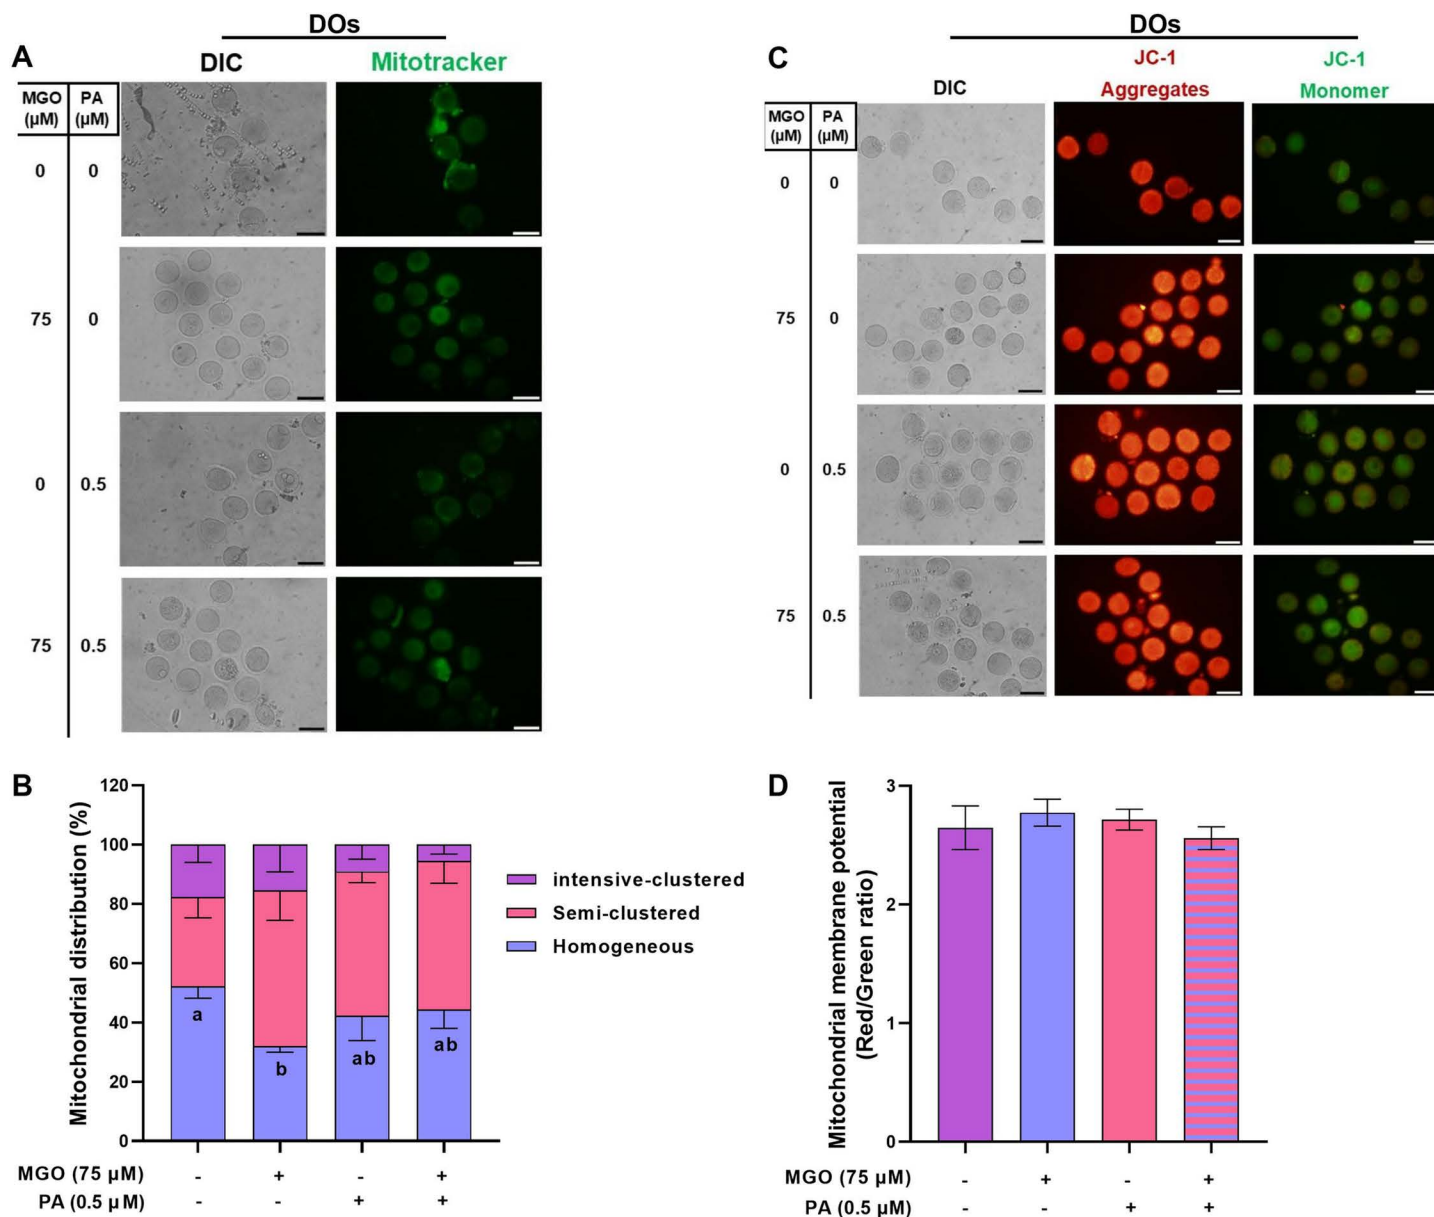 A
DOs
DIC Mitotracker
MGO (μM) PA (μM)
0 0
75 0
0 0.5
75 0.5
C
DOs
DIC JC-1 Aggregates JC-1 Monomer
MGO (μM) PA (μM)
0 0
75 0
0 0.5
75 0.5
B
Mitochondrial distribution (%)
120
100
80
60
40
20
0
a b ab ab
intensive-clustered
Semi-clustered
Homogeneous
MGO (75 μM) - + - +
PA (0.5 μM) - - + +
D
Mitochondrial membrane potential
(Red/Green ratio)
3
2
1
0
MGO (75 μM) - + - +
PA (0.5 μM) - - + +